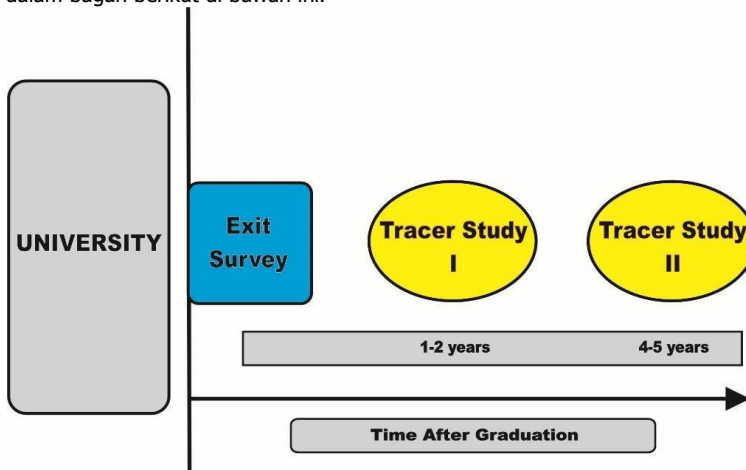 dalam bagan berikut di bawah ini.
UNIVERSITY
Exit
Survey
Tracer Study
I
Tracer Study
II
1-2 years
4-5 years
Time After Graduation